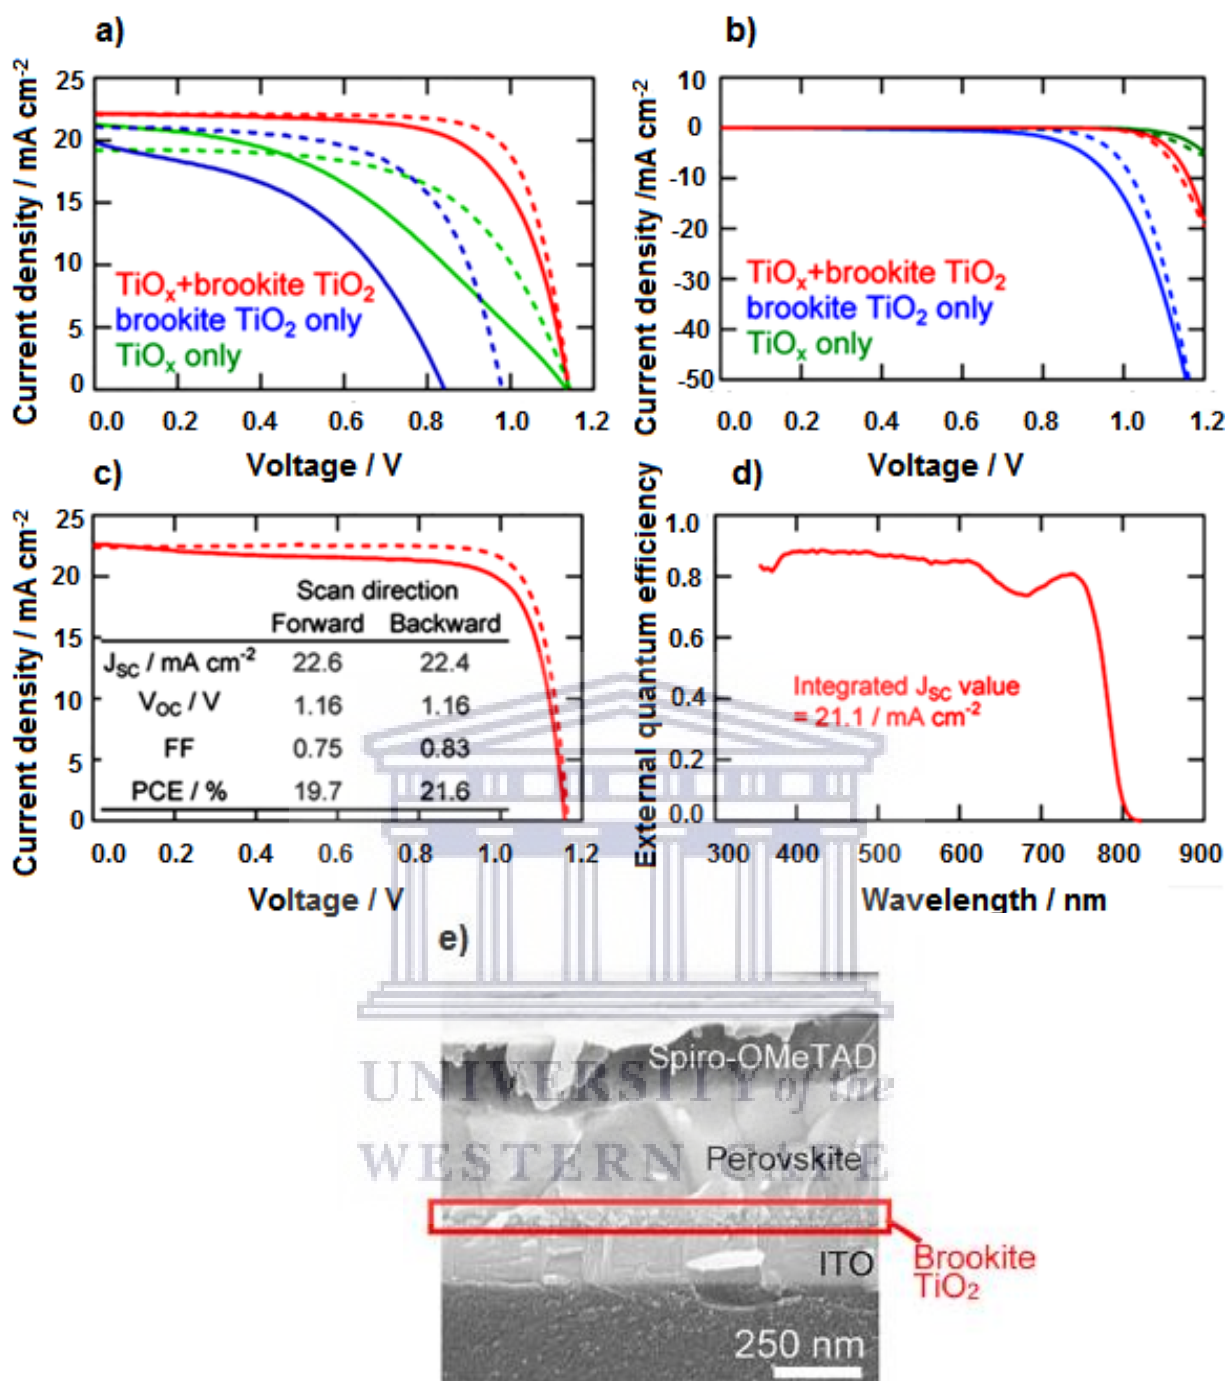 a)
Current density / mA cm⁻²
25
20
15
10
5
0
TiOₓ+brookite TiO₂
brookite TiO₂ only
TiOₓ only
0.0 0.2 0.4 0.6 0.8 1.0 1.2
Voltage / V
b)
Current density /mA cm⁻²
10
0
-10
-20
-30
-40
-50
TiOₓ+brookite TiO₂
brookite TiO₂ only
TiOₓ only
0.0 0.2 0.4 0.6 0.8 1.0 1.2
Voltage / V
c)
Current density / mA cm⁻²
25
20
15
10
5
0
Scan direction
Forward Backward
J_SC / mA cm⁻² 22.6 22.4
V_OC / V 1.16 1.16
FF 0.75 0.83
PCE / % 19.7 21.6
0.0 0.2 0.4 0.6 0.8 1.0 1.2
Voltage / V
d)
External quantum efficiency
1.0
0.8
0.6
0.4
0.2
0.0
Integrated J_SC value
= 21.1 / mA cm⁻²
300 400 500 600 700 800 900
Wavelength / nm
e)
Spiro-OMeTAD
UNIVERSITY of the
Perovskite
WESTERN CAPE
ITO
Brookite
TiO₂
250 nm